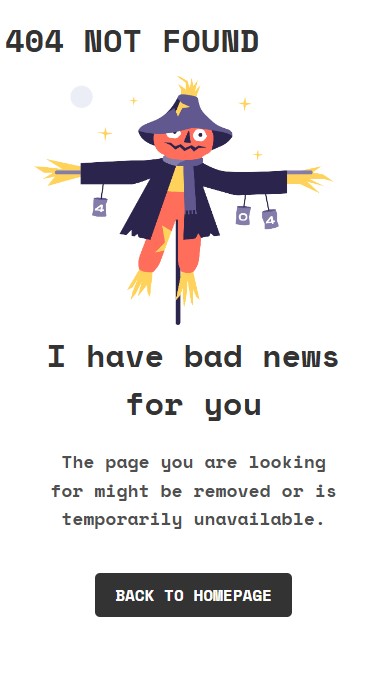 404 NOT FOUND
4
0
4
I have bad news
for you
The page you are looking
for might be removed or is
temporarily unavailable.
BACK TO HOMEPAGE